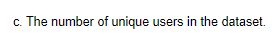 c. The number of unique users in the dataset.